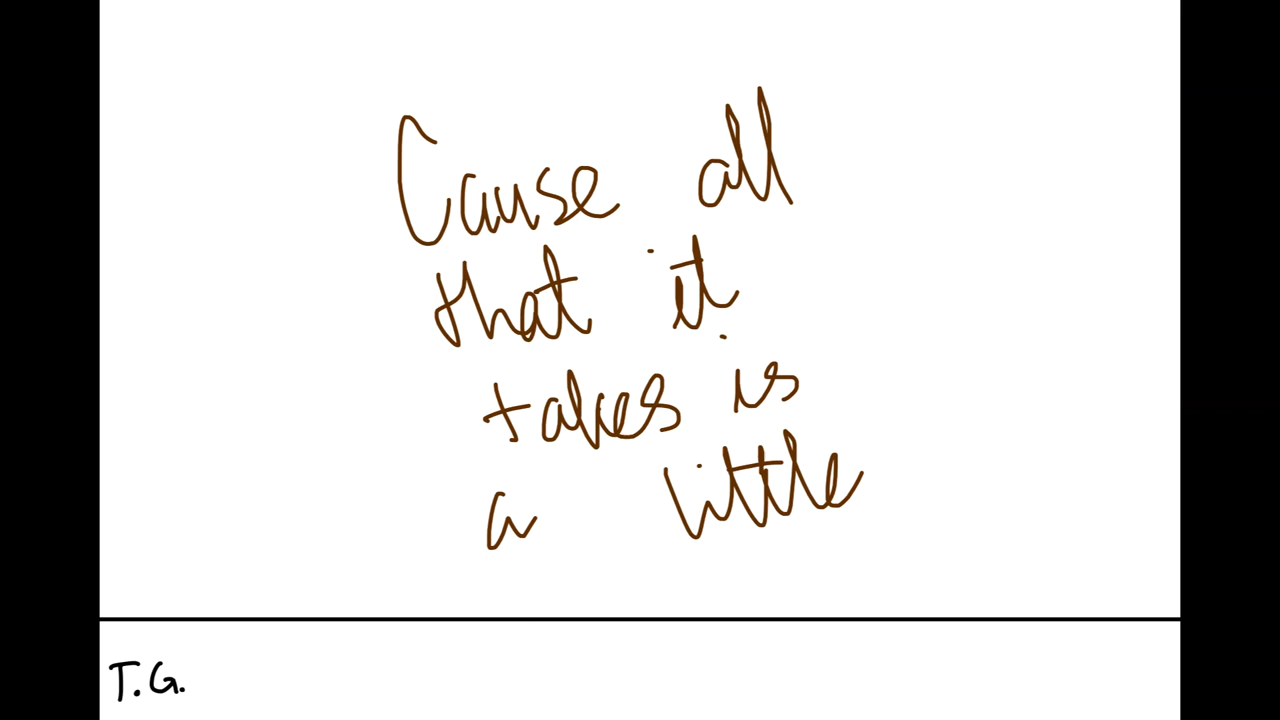 Cause all
that it
takes is
a little
T.G.